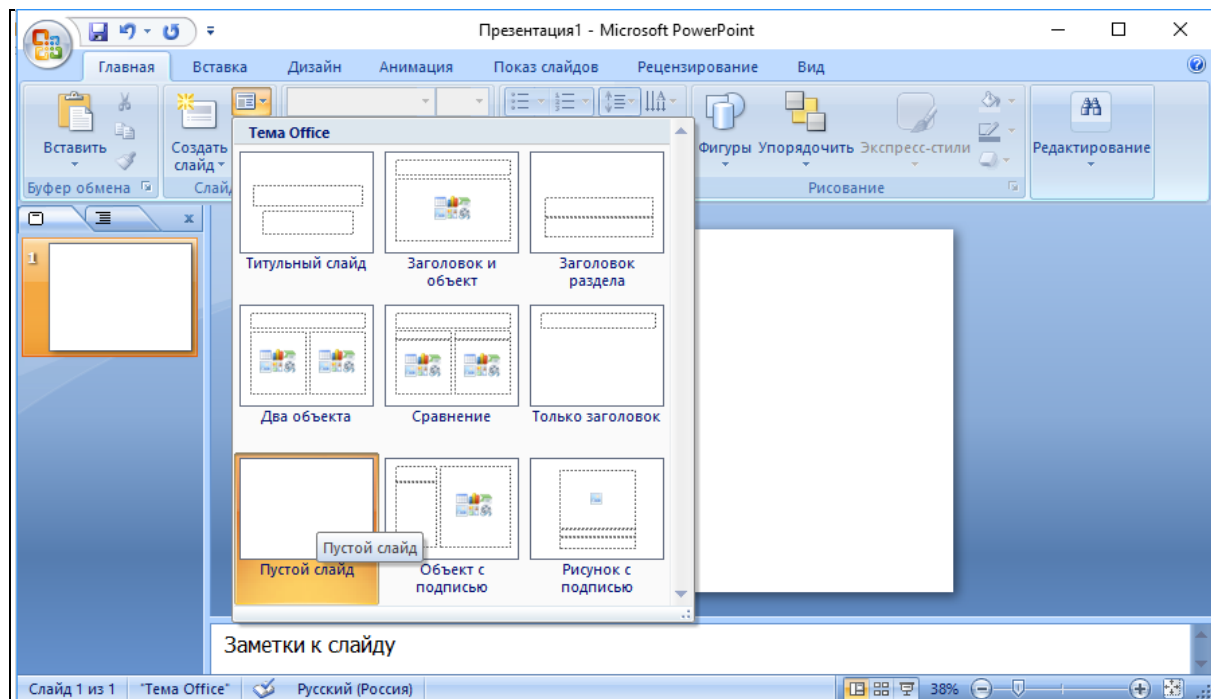 Презентация1 - Microsoft PowerPoint
Главная Вставка Дизайн Анимация Показ слайдов Рецензирование Вид
Вставить
Создать
слайд
Фигуры Упорядочить Экспресс-стили
Редактирование
Буфер обмена
Рисование
Тема Office
Титульный слайд
Заголовок и
объект
Заголовок
раздела
Два объекта
Сравнение
Только заголовок
Пустой слайд
Пустой слайд
Объект с
подписью
Рисунок с
подписью
1
Заметки к слайду
Слайд 1 из 1 "Тема Office" Русский (Россия) 38%